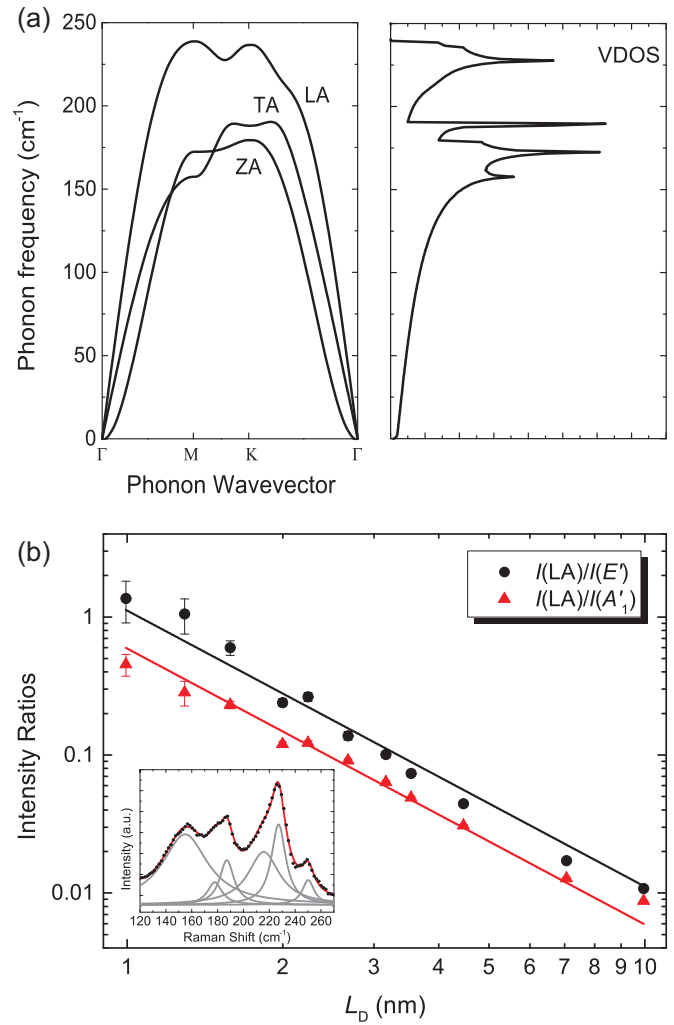 (a)
250
200
150
100
50
0
Phonon frequency (cm⁻¹)
LA
TA
ZA
Γ M K Γ
Phonon Wavevector
VDOS
(b)
1
0.1
0.01
Intensity Ratios
I(LA)/I(E′)
I(LA)/I(A′₁)
Intensity (a.u.)
120 140 160 180 200 220 240 260
Raman Shift (cm⁻¹)
1 2 3 4 5 6 7 8 9 10
L_D (nm)